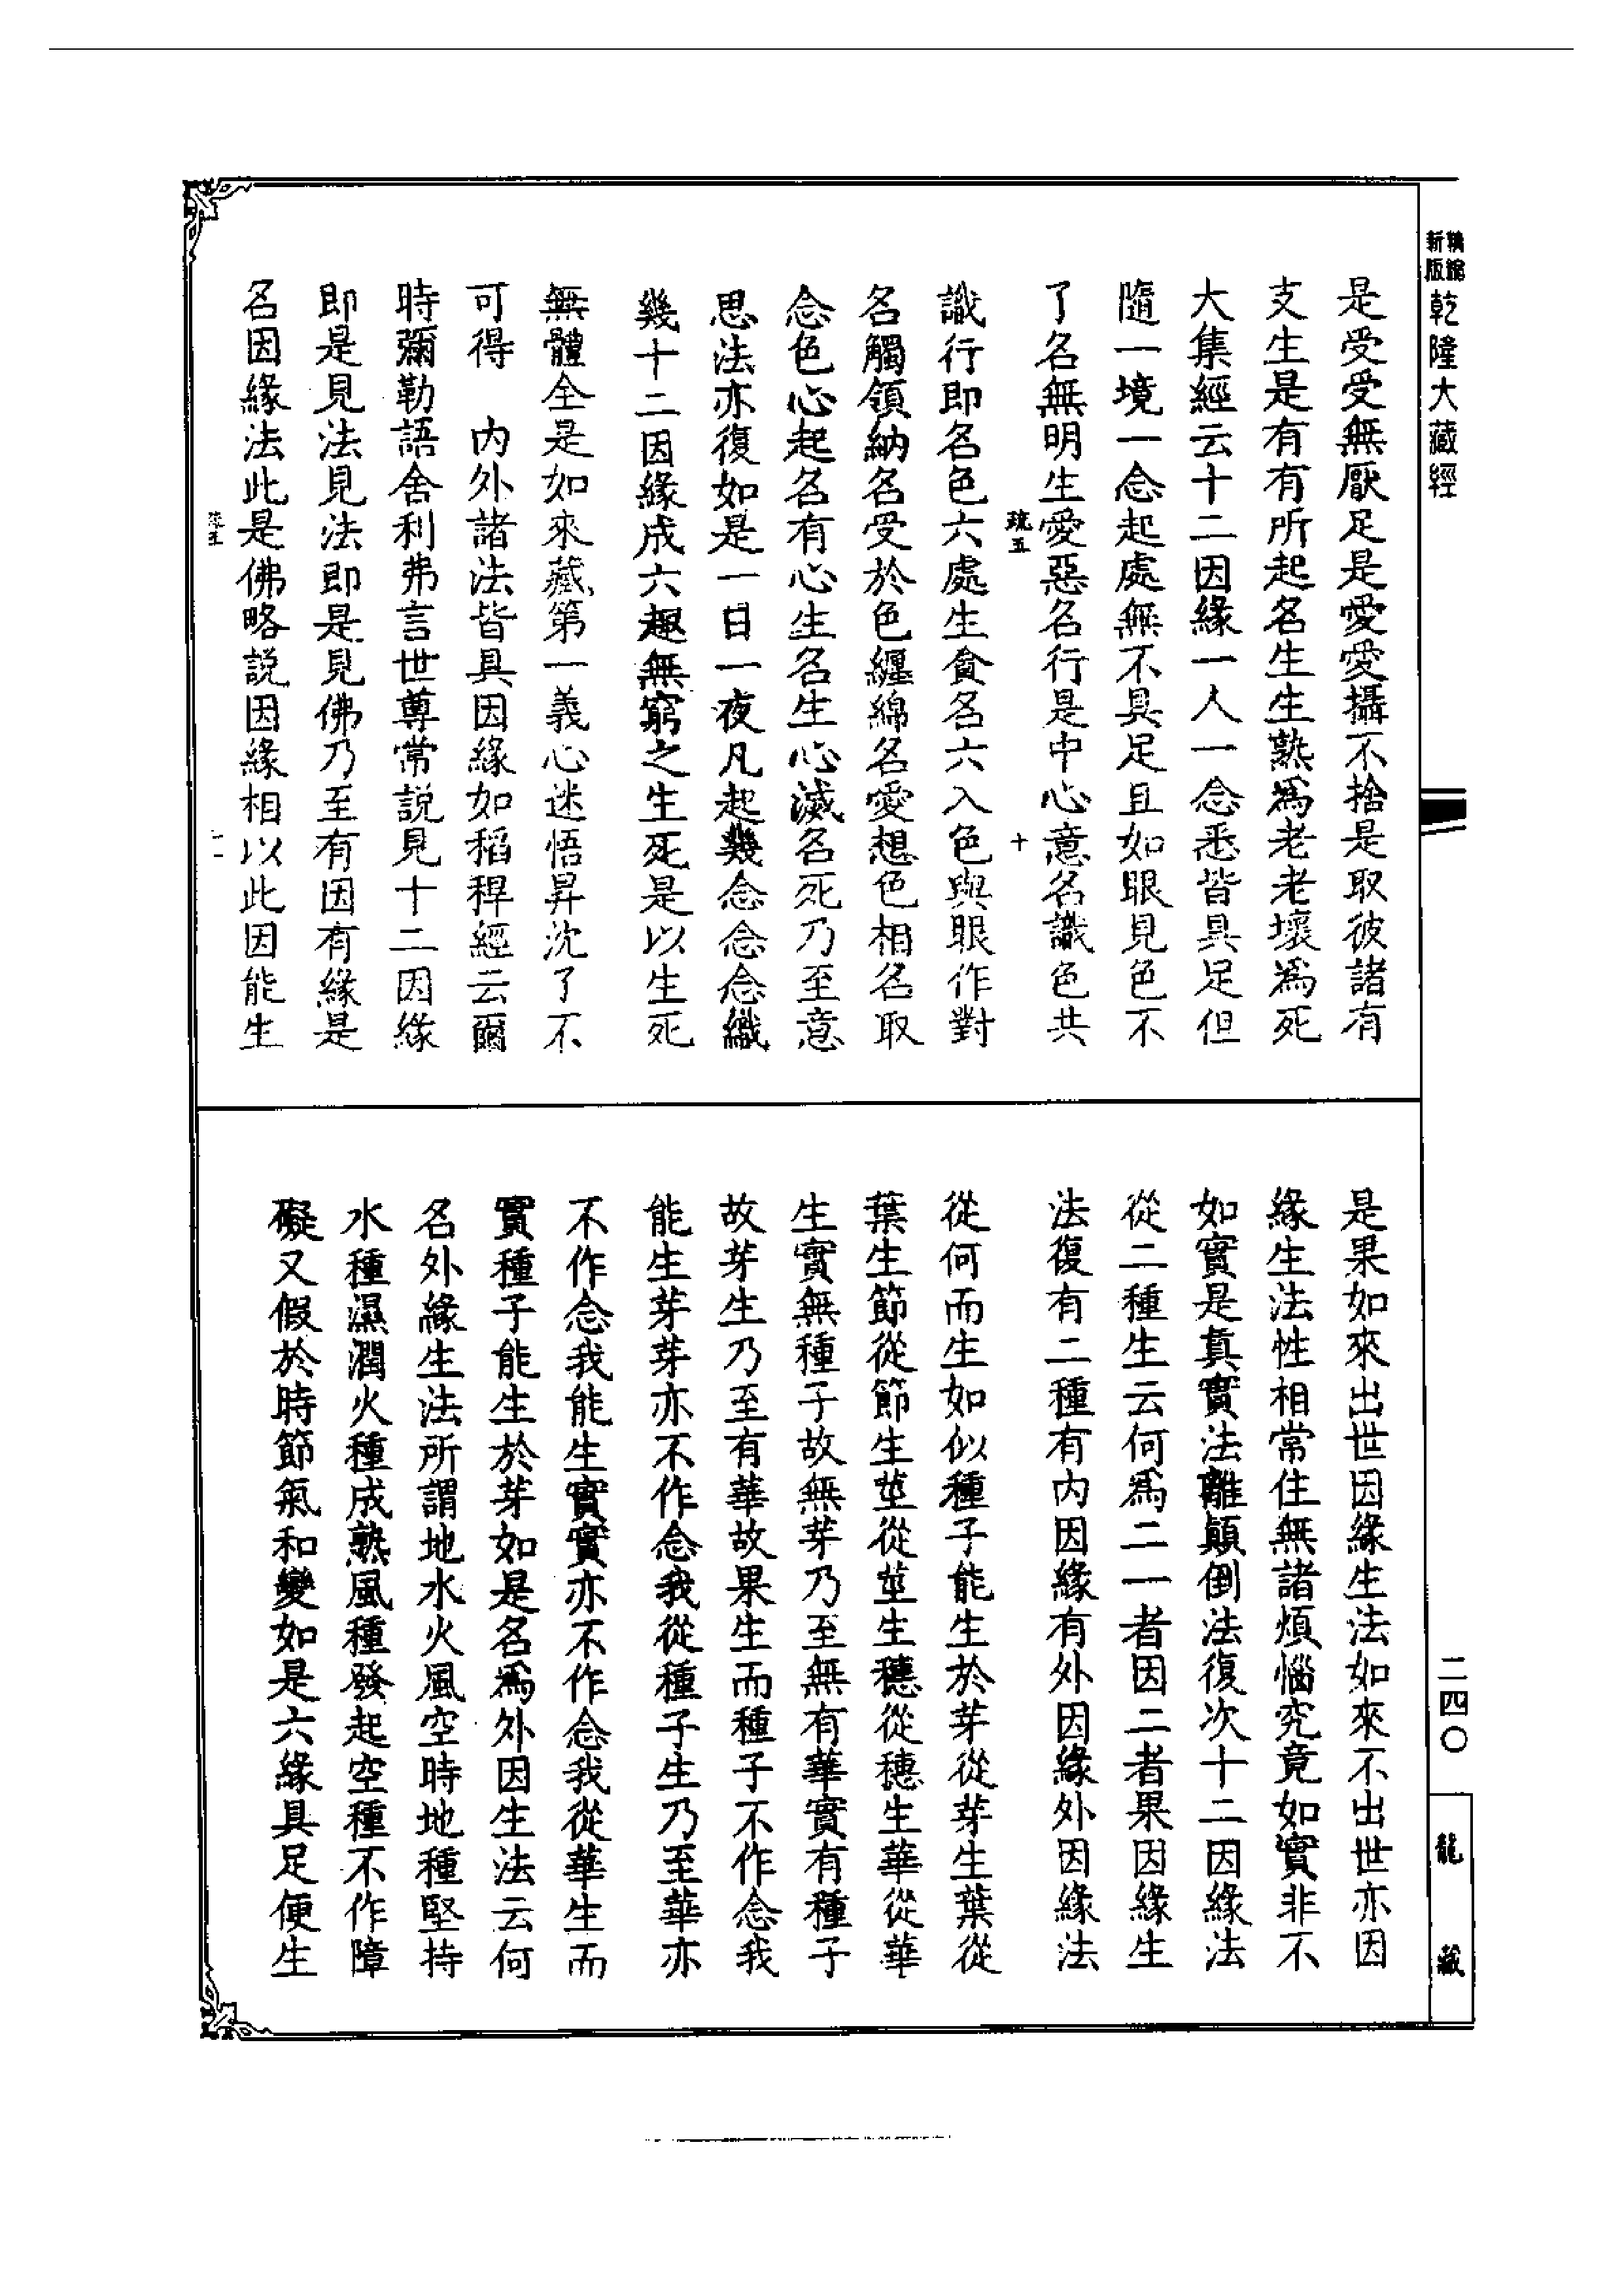 精縮
新版
乾隆大藏經
是受受無厭足是愛愛攝不捨是取彼諸有
支生是有有所起名生生熟爲老老壞爲死
大集經云十二因緣一人一念悉皆具足但
隨一境一念起處無不具足且如眼見色不
了名無明生愛惡名行是中心意名識色共
疏五
十
識行即名色六處生貪名六入色與眼作對
名觸領納名受於色纏綿名愛想色相名取
念色心起名有心生名生心滅名死乃至意
思法亦復如是一日一夜凡起幾念念念織
幾十二因緣成六趣無窮之生死是以生死
無體全是如來藏第一義心迷悟昇沈了不
可得　內外諸法皆具因緣如稻稈經云爾
時彌勒語舍利弗言世尊常說見十二因緣
即是見法見法即是見佛乃至有因有緣是
名因緣法此是佛略說因緣相以此因能生
疏五
十一
是果如來出世因緣生法如來不出世亦因
緣生法性相常住無諸煩惱究竟如實非不
如實是真實法離顛倒法復次十二因緣法
從二種生云何爲二一者因二者果因緣生
法復有二種有內因緣有外因緣外因緣法
從何而生如似種子能生於芽從芽生葉從
葉生節從節生莖從莖生穗從穗生華從華
生實無種子故無芽乃至無有華實有種子
故芽生乃至有華故果生而種子不作念我
能生芽芽亦不作念我從種子生乃至華亦
不作念我能生實實亦不作念我從華生而
實種子能生於芽如是名爲外因生法云何
名外緣生法所謂地水火風空時地種堅持
水種濕潤火種成熟風種發起空種不作障
礙又假於時節氣和變如是六緣具足便生
二四〇
龍藏